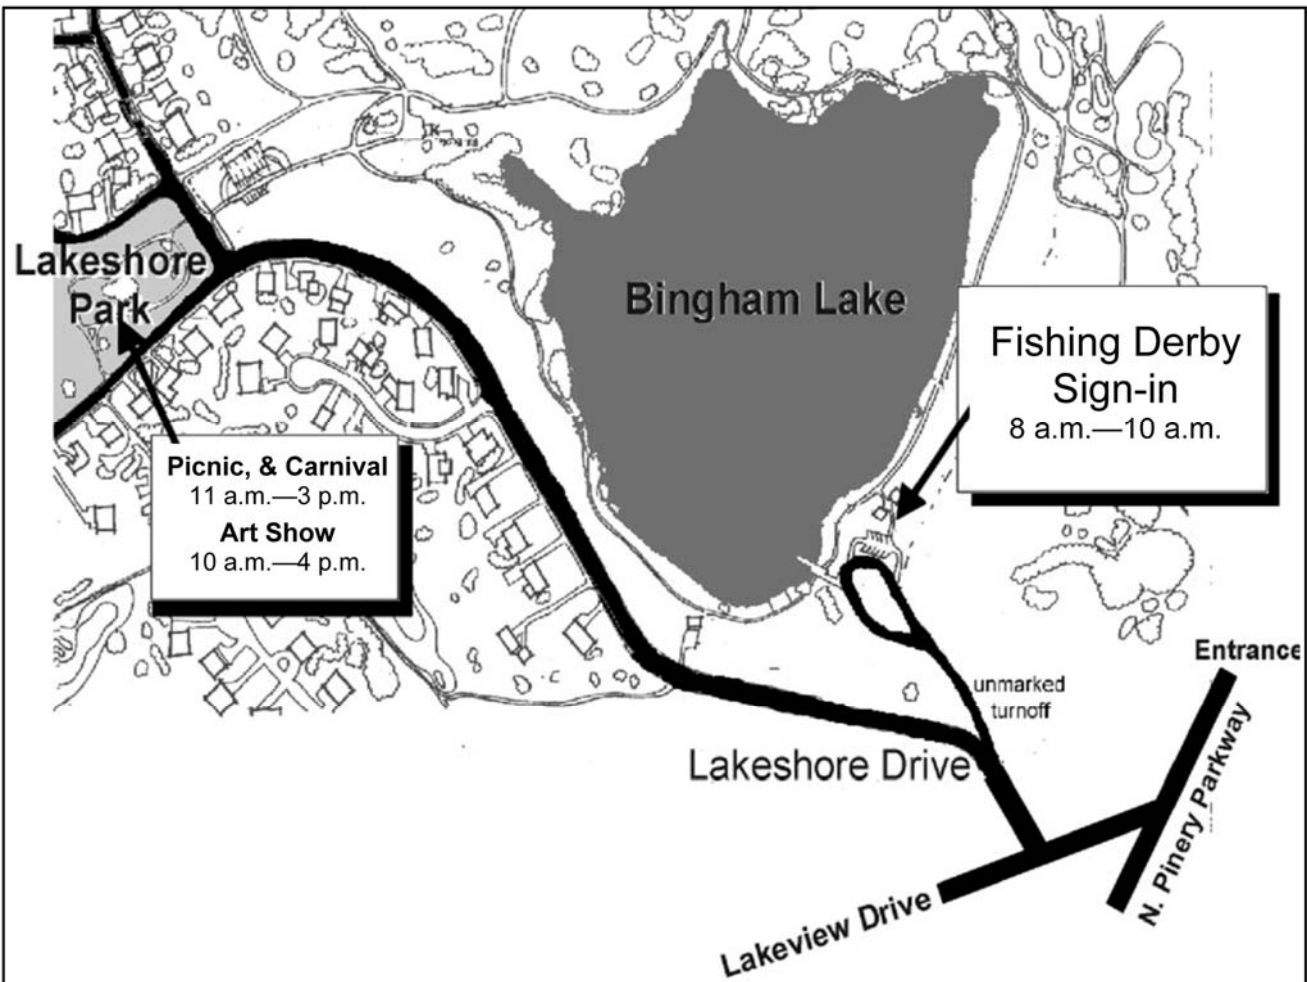 Lakeshore
Park
Bingham Lake
Fishing Derby
Sign-in
8 a.m.—10 a.m.
Picnic, & Carnival
11 a.m.—3 p.m.
Art Show
10 a.m.—4 p.m.
Entrance
unmarked
turnoff
Lakeshore Drive
N. Pinery Parkway
Lakeview Drive